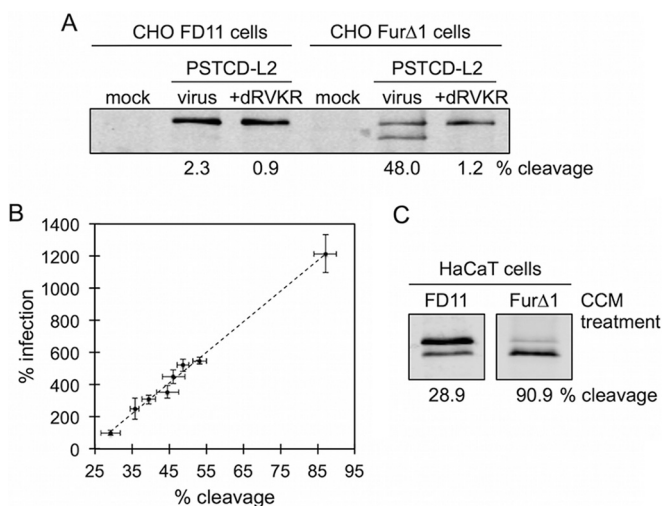 A
CHO FD11 cells CHO FurΔ1 cells
PSTCD-L2 PSTCD-L2
mock virus +dRVKR mock virus +dRVKR
2.3 0.9 48.0 1.2 % cleavage
B
1400
1200
1000
800
600
400
200
0
% infection
25 35 45 55 65 75 85 95
% cleavage
C
HaCaT cells
FD11 FurΔ1 CCM
treatment
28.9 90.9 % cleavage